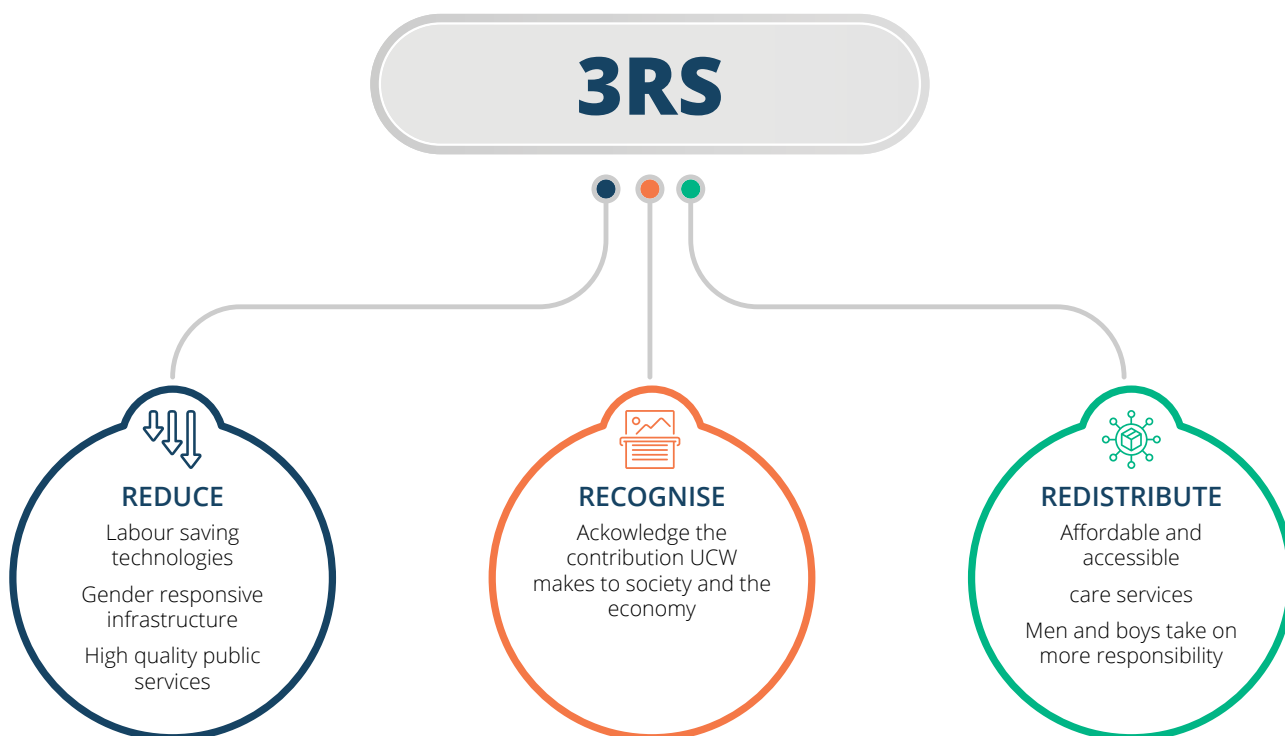 3RS
REDUCE
Labour saving
technologies
Gender responsive
infrastructure
High quality public
services
RECOGNISE
Ackowledge the
contribution UCW
makes to society and the
economy
REDISTRIBUTE
Affordable and
accessible
care services
Men and boys take on
more responsibility